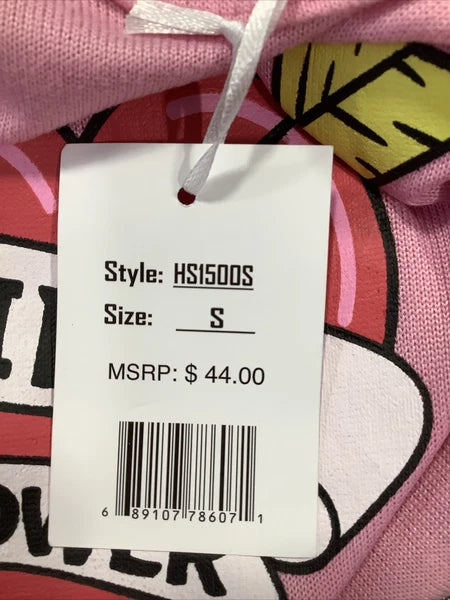 Style: HS1500S
Size: S
MSRP: $ 44.00
6 89107 78607 1